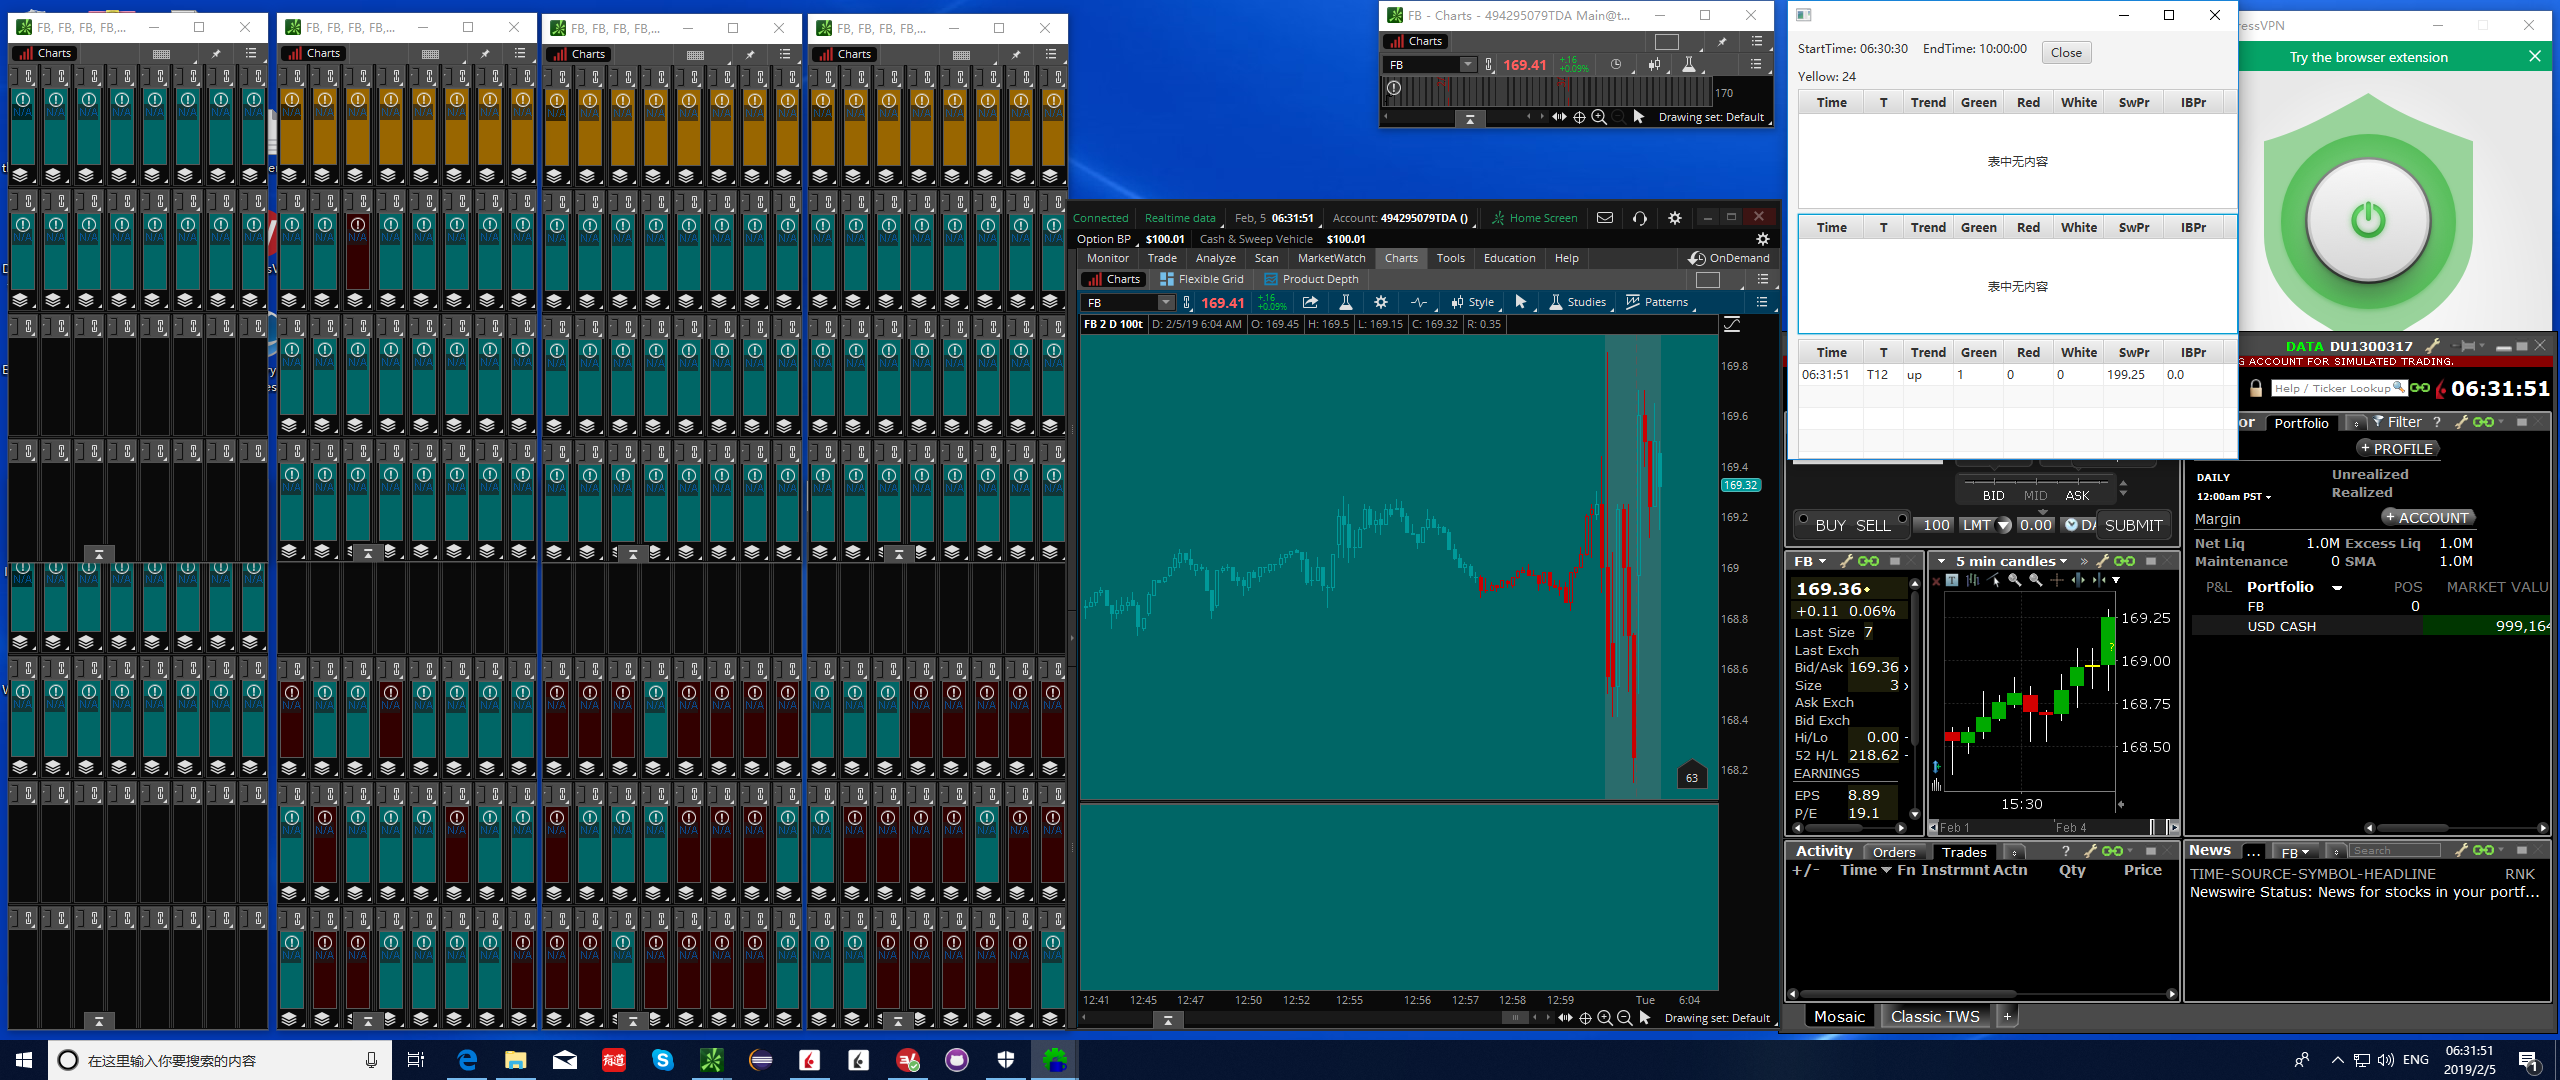 FB, FB, FB, FB,...
Charts
FB, FB, FB, FB,...
Charts
FB, FB, FB, FB,...
Charts
FB, FB, FB, FB,...
Charts
N/A
FB - Charts - 494295079TDA Main@t...
Charts
FB
169.41
+.16
+0.09%
170
Drawing set: Default
Connected
Realtime data
Feb, 5 06:31:51
Account: 494295079TDA ()
Home Screen
Option BP
$100.01
Cash & Sweep Vehicle
$100.01
Monitor
Trade
Analyze
Scan
MarketWatch
Charts
Tools
Education
Help
OnDemand
Charts
Flexible Grid
Product Depth
FB
169.41
+.16
+0.09%
Style
Studies
Patterns
FB 2 D 100t
D: 2/5/19 6:04 AM
O: 169.45
H: 169.5
L: 169.15
C: 169.32
R: 0.35
169.8
169.6
169.4
169.32
169.2
169
168.8
168.6
168.4
168.2
63
12:41
12:45
12:47
12:50
12:52
12:55
12:56
12:57
12:58
12:59
Tue
6:04
Drawing set: Default
StartTime: 06:30:30
EndTime: 10:00:00
Close
Yellow: 24
Time T Trend Green Red White SwPr IBPr
表中无内容
Time T Trend Green Red White SwPr IBPr
表中无内容
Time T Trend Green Red White SwPr IBPr
06:31:51 T12 up 1 0 0 199.25 0.0
ressVPN
Try the browser extension
DATA DU1300317
G ACCOUNT FOR SIMULATED TRADING.
Help / Ticker Lookup
06:31:51
or
Portfolio
Filter
?
+ PROFILE
DAILY
12:00am PST
Unrealized
Realized
Margin
+ ACCOUNT
Net Liq 1.0M Excess Liq 1.0M
Maintenance 0 SMA 1.0M
P&L Portfolio POS MARKET VALU
FB 0
USD CASH 999,164
BID MID ASK
BUY SELL 100 LMT 0.00 DA SUBMIT
FB
169.36
+0.11 0.06%
Last Size 7
Last Exch
Bid/Ask 169.36 x
Size 3 x
Ask Exch
Bid Exch
Hi/Lo 0.00 -
52 H/L 218.62 -
EARNINGS
EPS 8.89
P/E 19.1
5 min candles
169.25
169.00
168.75
168.50
?
15:30
Feb 1
Feb 4
Activity
Orders
Trades
?
+/- Time Fn Instrmnt Actn Qty Price
News
...
FB
Search
TIME-SOURCE-SYMBOL-HEADLINE RNK
Newswire Status: News for stocks in your portf...
Mosaic
Classic TWS
+
在这里输入你要搜索的内容
有道
ENG
06:31:51
2019/2/5
1